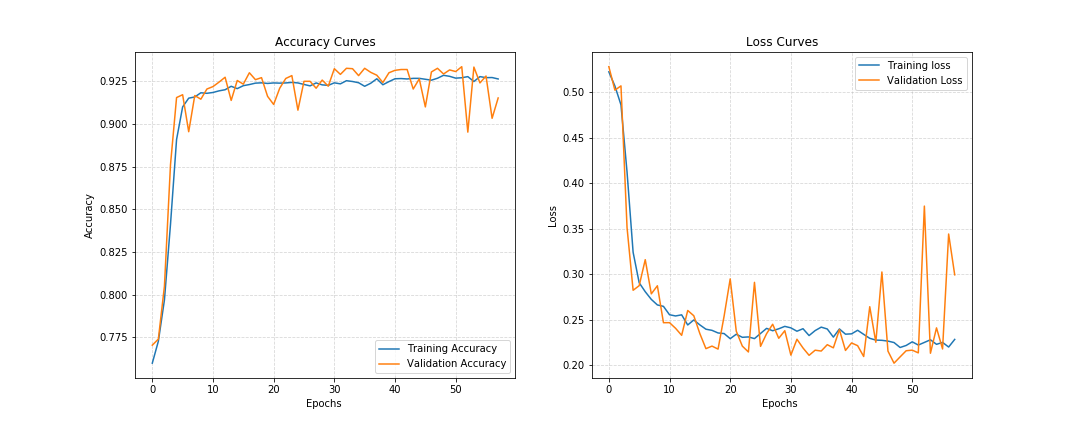 Accuracy Curves
Accuracy
0.925
0.900
0.875
0.850
0.825
0.800
0.775
Training Accuracy
Validation Accuracy
0 10 20 30 40 50
Epochs
Loss Curves
Loss
Training loss
Validation Loss
0.50
0.45
0.40
0.35
0.30
0.25
0.20
0 10 20 30 40 50
Epochs